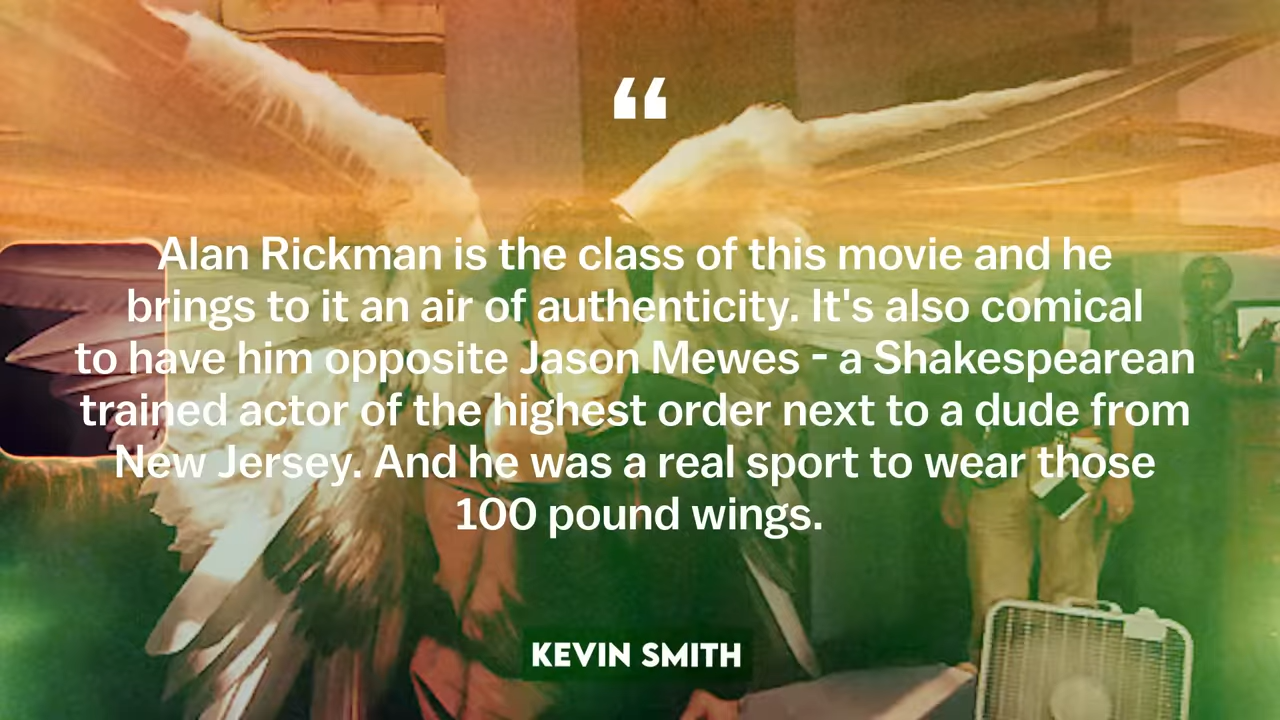 “
Alan Rickman is the class of this movie and he
brings to it an air of authenticity. It's also comical
to have him opposite Jason Mewes - a Shakespearean
trained actor of the highest order next to a dude from
New Jersey. And he was a real sport to wear those
100 pound wings.
KEVIN SMITH